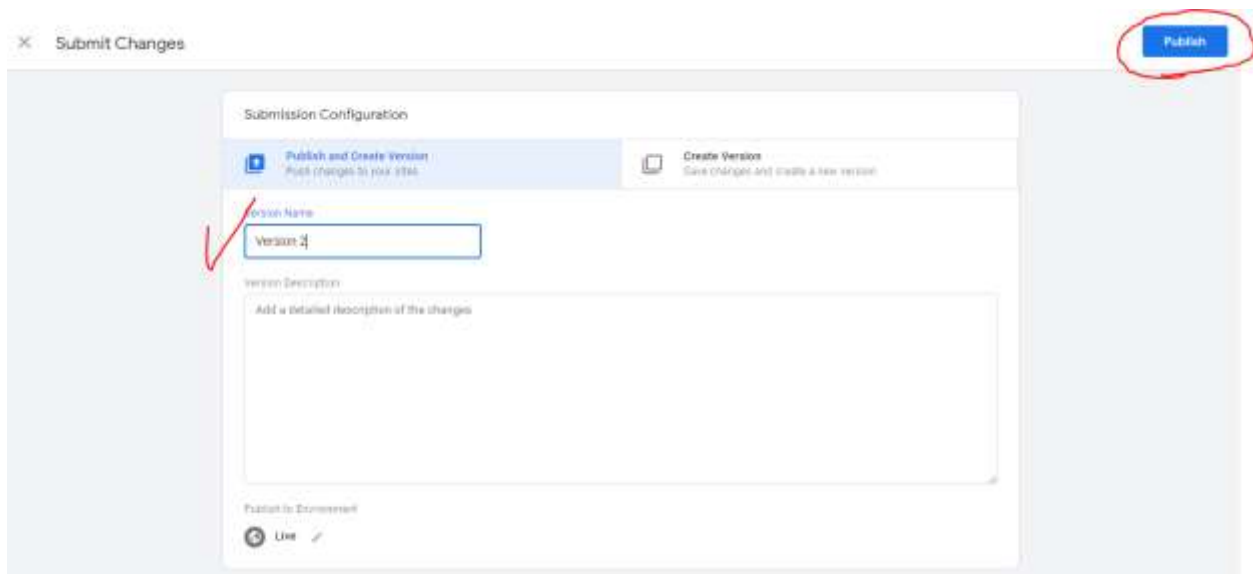 Submit Changes
Publish
Submission Configuration
Publish and Create Version
Push changes to your sites
Create Version
Save changes and create a new version
Version Name
Version 2
Version Description
Add a detailed description of the changes
Publish to Environment
Live